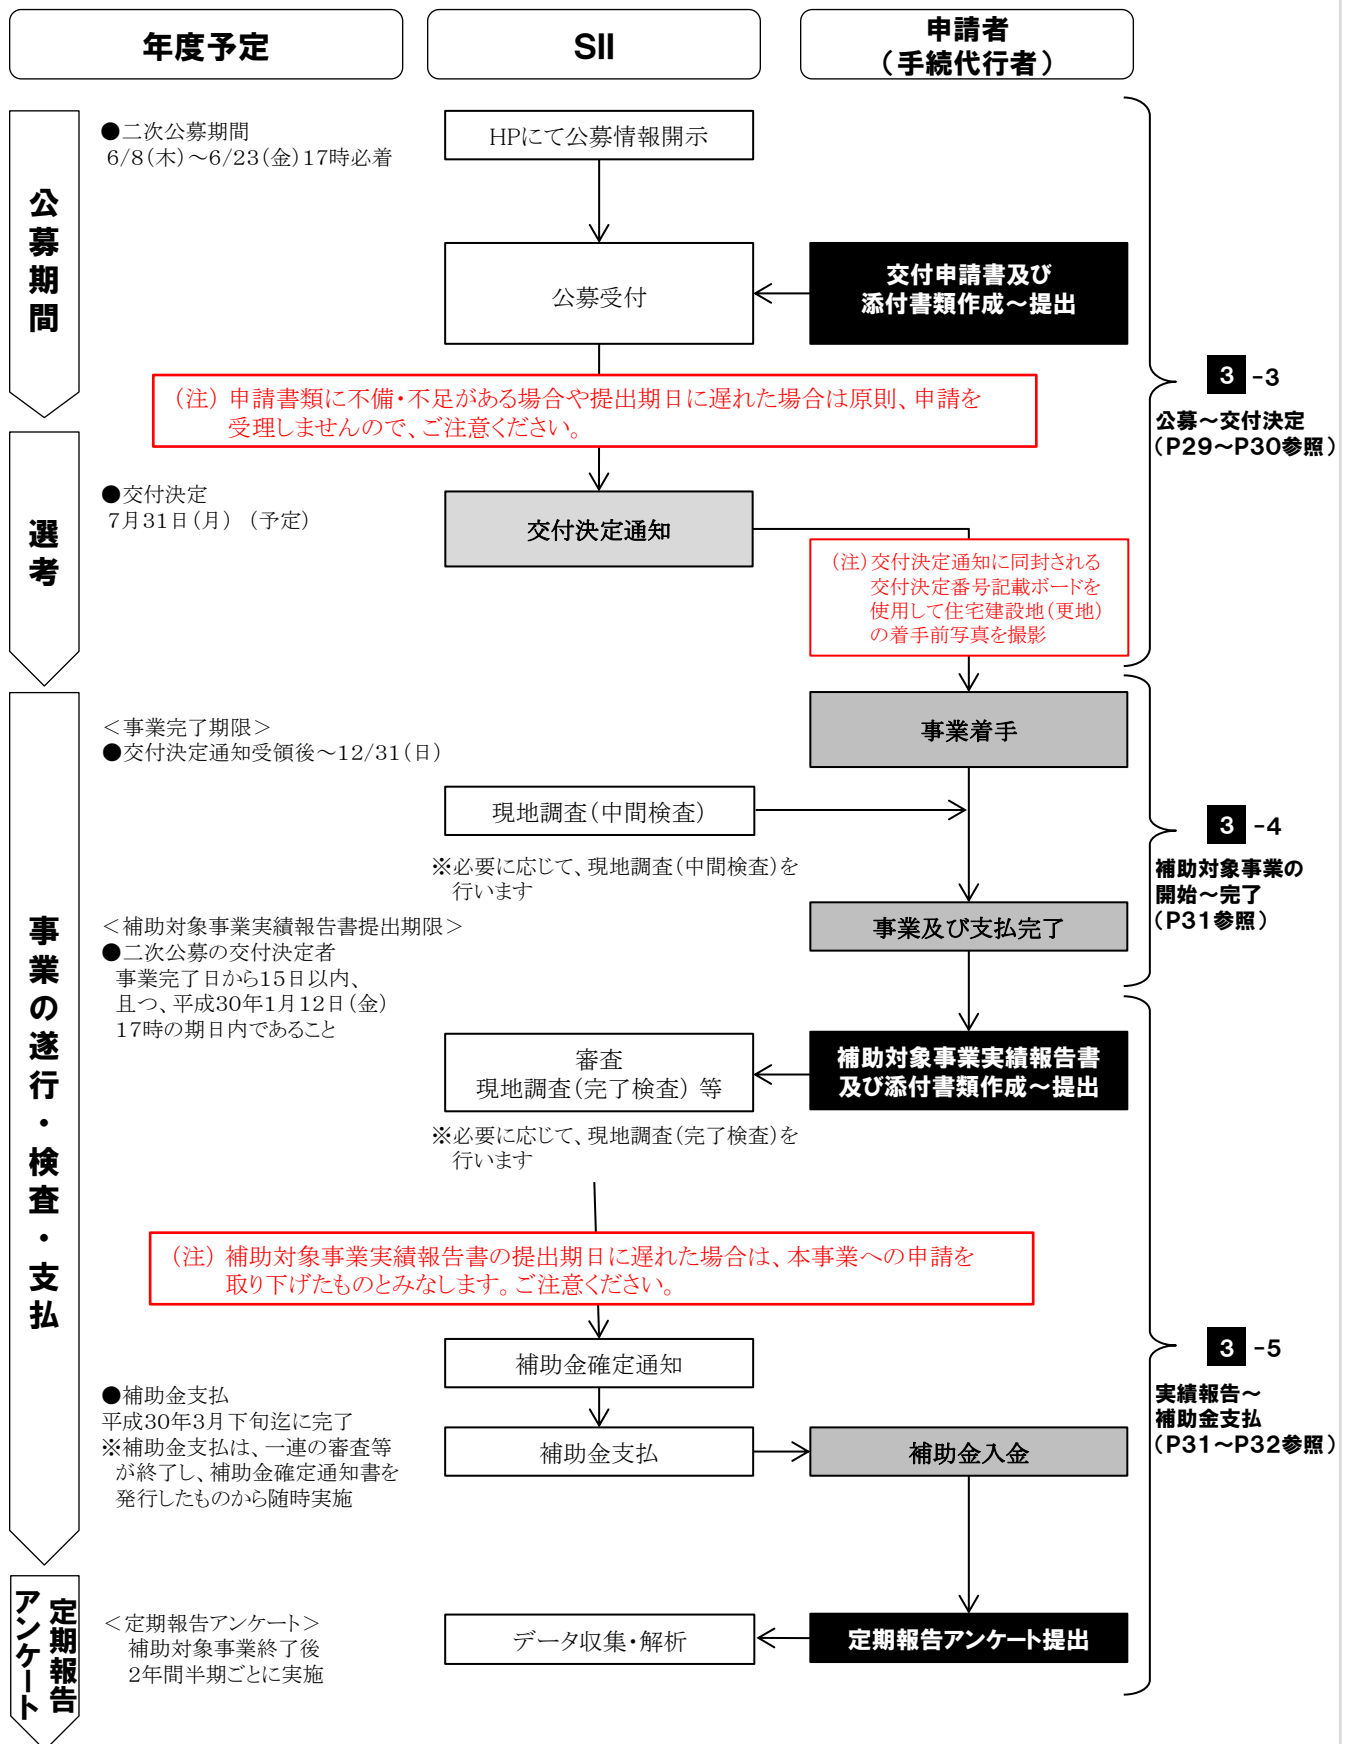 年度予定
SII
申請者
（手続代行者）
公募期間
●二次公募期間
6/8(木)～6/23(金)17時必着
HPにて公募情報開示
公募受付
交付申請書及び
添付書類作成～提出
（注） 申請書類に不備・不足がある場合や提出期日に遅れた場合は原則、申請を
受理しませんので、ご注意ください。
3 -3
公募～交付決定
（P29～P30参照）
選考
●交付決定
7月31日(月) （予定）
交付決定通知
（注）交付決定通知に同封される
交付決定番号記載ボードを
使用して住宅建設地(更地)
の着手前写真を撮影
事業の遂行・検査・支払
＜事業完了期限＞
●交付決定通知受領後～12/31(日)
事業着手
現地調査(中間検査)
※必要に応じて、現地調査(中間検査)を
行います
3 -4
補助対象事業の
開始～完了
（P31参照）
＜補助対象事業実績報告書提出期限＞
●二次公募の交付決定者
事業完了日から15日以内、
且つ、平成30年1月12日(金)
17時の期日内であること
事業及び支払完了
審査
現地調査(完了検査) 等
補助対象事業実績報告書
及び添付書類作成～提出
※必要に応じて、現地調査(完了検査)を
行います
（注） 補助対象事業実績報告書の提出期日に遅れた場合は、本事業への申請を
取り下げたものとみなします。ご注意ください。
補助金確定通知
●補助金支払
平成30年3月下旬迄に完了
※補助金支払は、一連の審査等
が終了し、補助金確定通知書を
発行したものから随時実施
補助金支払
補助金入金
3 -5
実績報告～
補助金支払
（P31～P32参照）
定期報告
アンケート
＜定期報告アンケート＞
補助対象事業終了後
2年間半期ごとに実施
データ収集・解析
定期報告アンケート提出